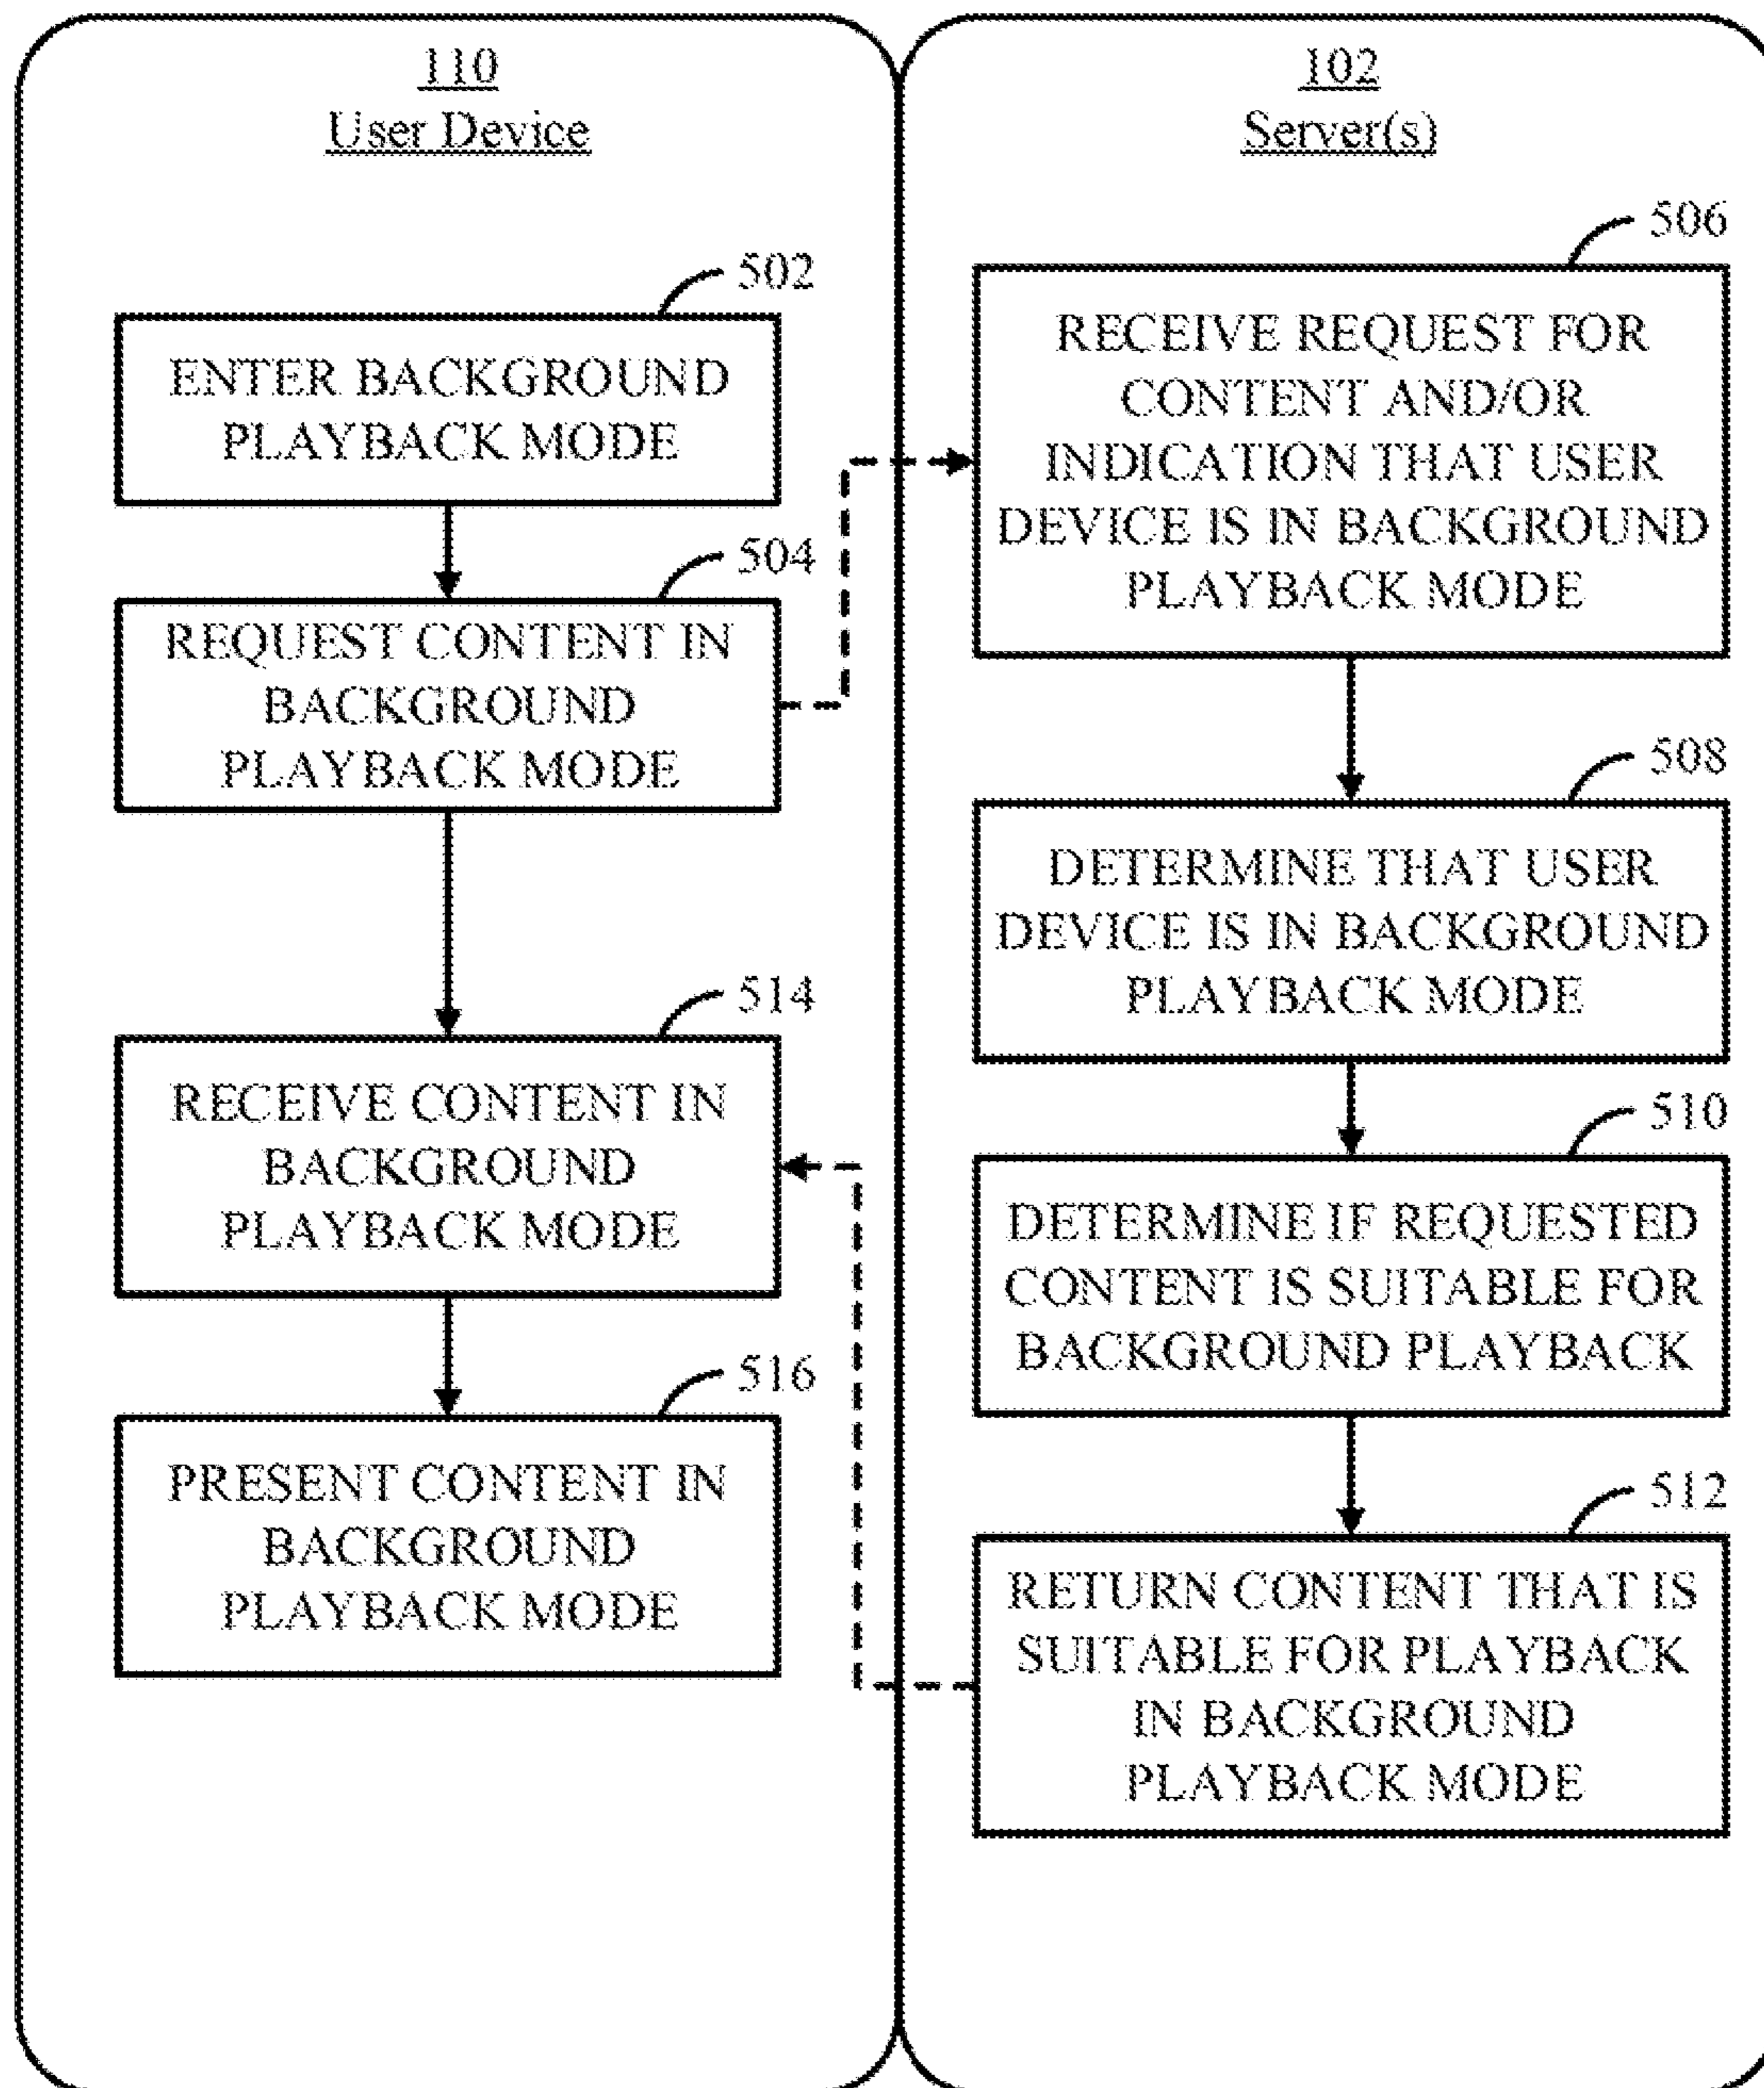 110
User Device
502
ENTER BACKGROUND
PLAYBACK MODE
504
REQUEST CONTENT IN
BACKGROUND
PLAYBACK MODE
514
RECEIVE CONTENT IN
BACKGROUND
PLAYBACK MODE
516
PRESENT CONTENT IN
BACKGROUND
PLAYBACK MODE
102
Server(s)
506
RECEIVE REQUEST FOR
CONTENT AND/OR
INDICATION THAT USER
DEVICE IS IN BACKGROUND
PLAYBACK MODE
508
DETERMINE THAT USER
DEVICE IS IN BACKGROUND
PLAYBACK MODE
510
DETERMINE IF REQUESTED
CONTENT IS SUITABLE FOR
BACKGROUND PLAYBACK
512
RETURN CONTENT THAT IS
SUITABLE FOR PLAYBACK
IN BACKGROUND
PLAYBACK MODE